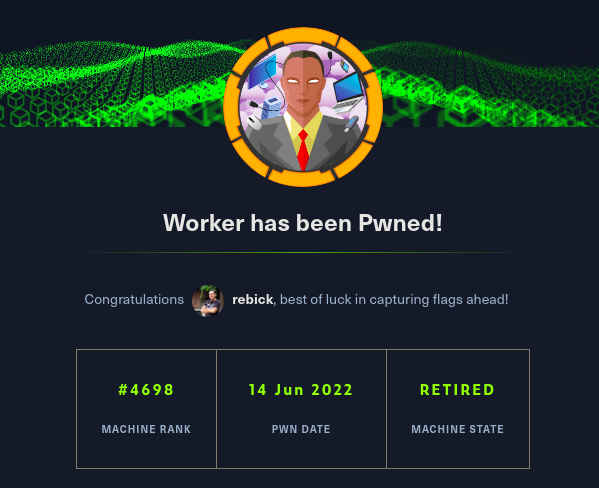 Worker has been Pwned!
Congratulations rebick, best of luck in capturing flags ahead!
#4698 14 Jun 2022 RETIRED
MACHINE RANK PWN DATE MACHINE STATE